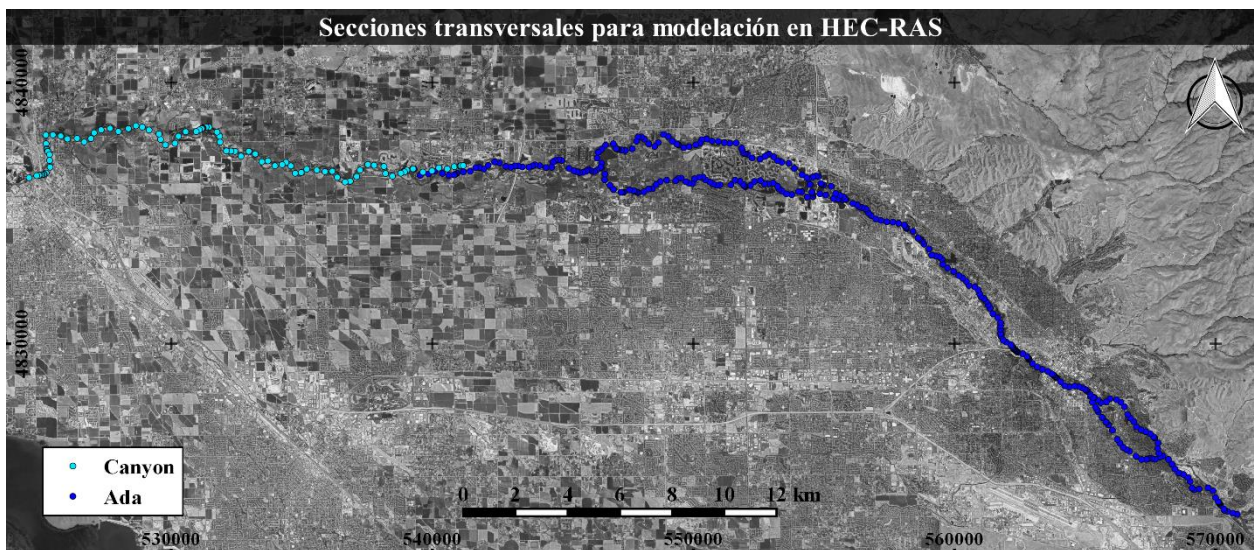 Secciones transversales para modelación en HEC-RAS
4840000
4830000
Canyon
Ada
0 2 4 6 8 10 12 km
530000 540000 550000 560000 570000